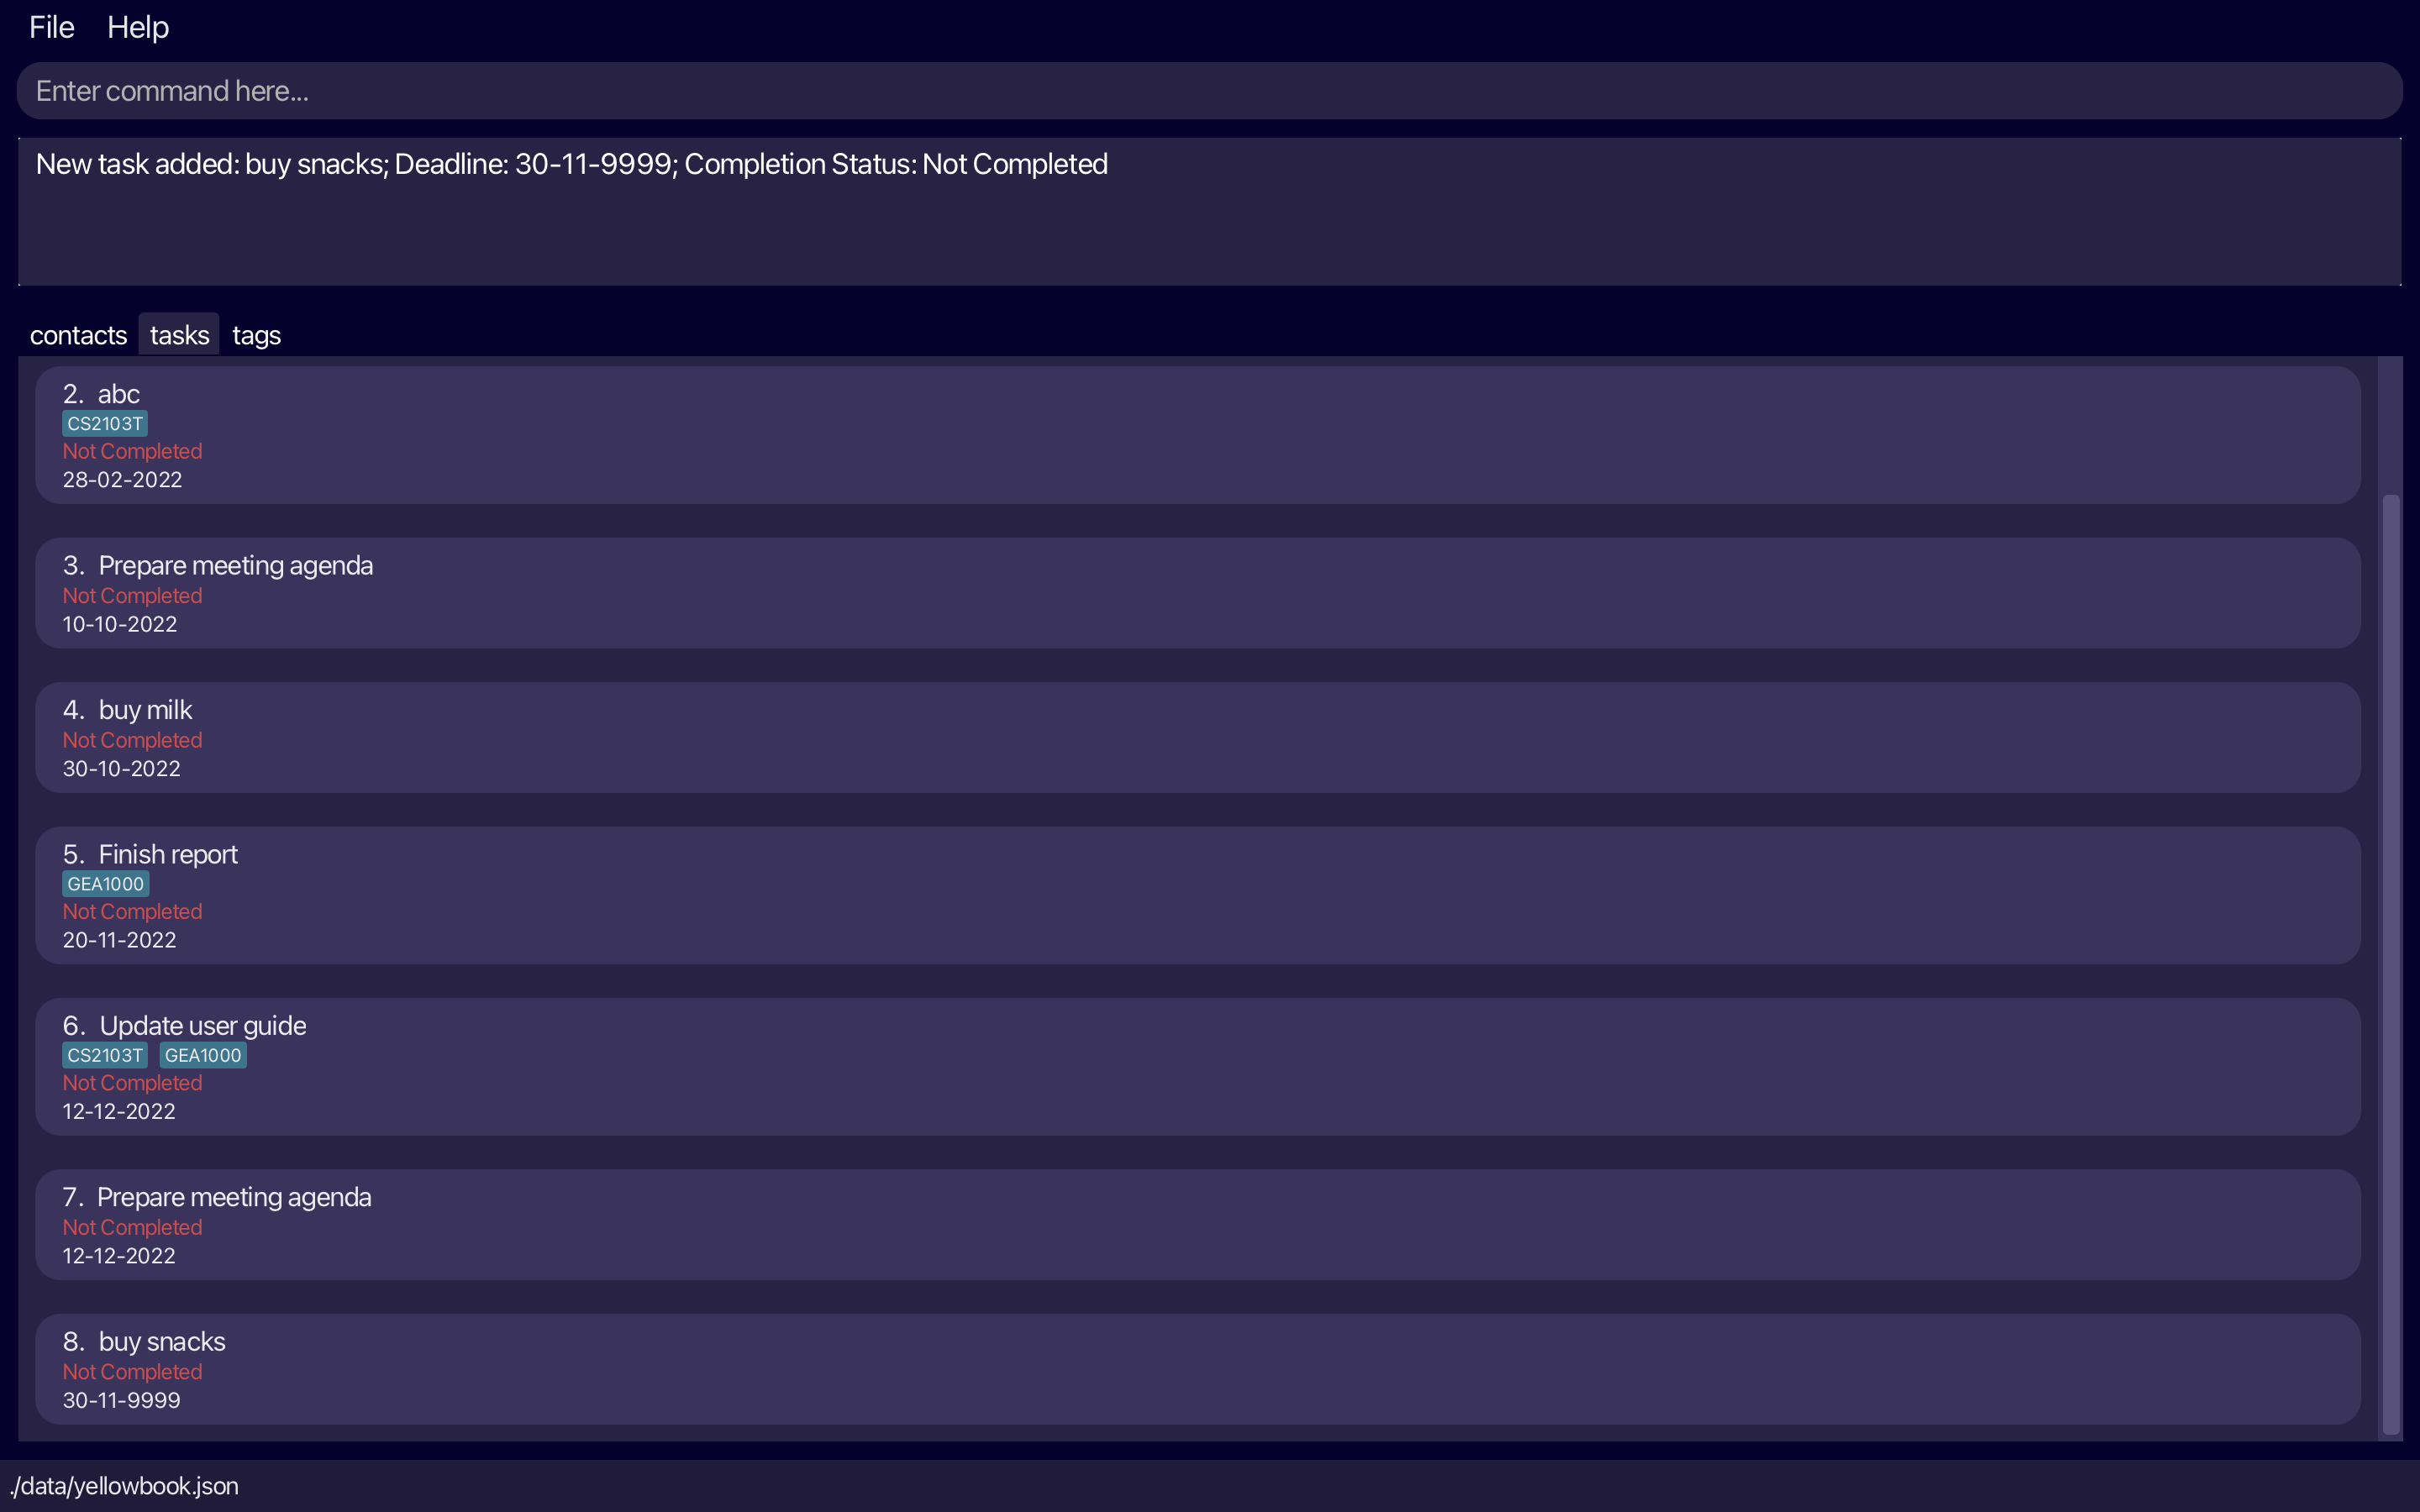 File Help
Enter command here...
New task added: buy snacks; Deadline: 30-11-9999; Completion Status: Not Completed
contacts tasks tags
2. abc
CS2103T
Not Completed
28-02-2022
3. Prepare meeting agenda
Not Completed
10-10-2022
4. buy milk
Not Completed
30-10-2022
5. Finish report
GEA1000
Not Completed
20-11-2022
6. Update user guide
CS2103T GEA1000
Not Completed
12-12-2022
7. Prepare meeting agenda
Not Completed
12-12-2022
8. buy snacks
Not Completed
30-11-9999
./data/yellowbook.json